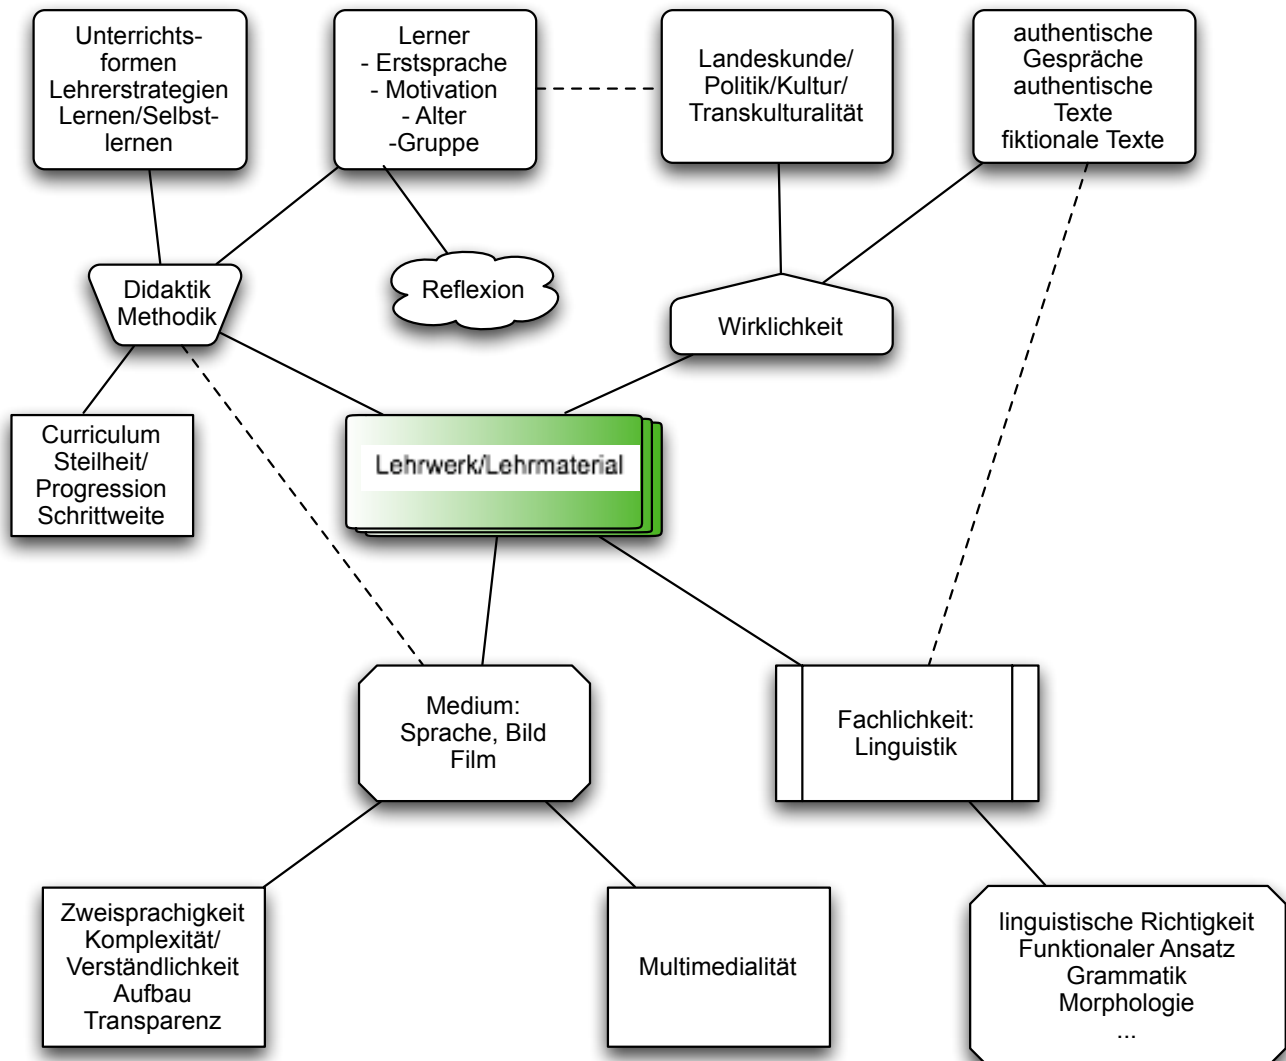 Unterrichts-
formen
Lehrerstrategien
Lernen/Selbst-
lernen
Lerner
- Erstsprache
- Motivation
- Alter
-Gruppe
Landeskunde/
Politik/Kultur/
Transkulturalität
authentische
Gespräche
authentische
Texte
fiktionale Texte
Didaktik
Methodik
Reflexion
Wirklichkeit
Curriculum
Steilheit/
Progression
Schrittweite
Lehrwerk/Lehrmaterial
Medium:
Sprache, Bild
Film
Fachlichkeit:
Linguistik
Zweisprachigkeit
Komplexität/
Verständlichkeit
Aufbau
Transparenz
Multimedialität
linguistische Richtigkeit
Funktionaler Ansatz
Grammatik
Morphologie
...